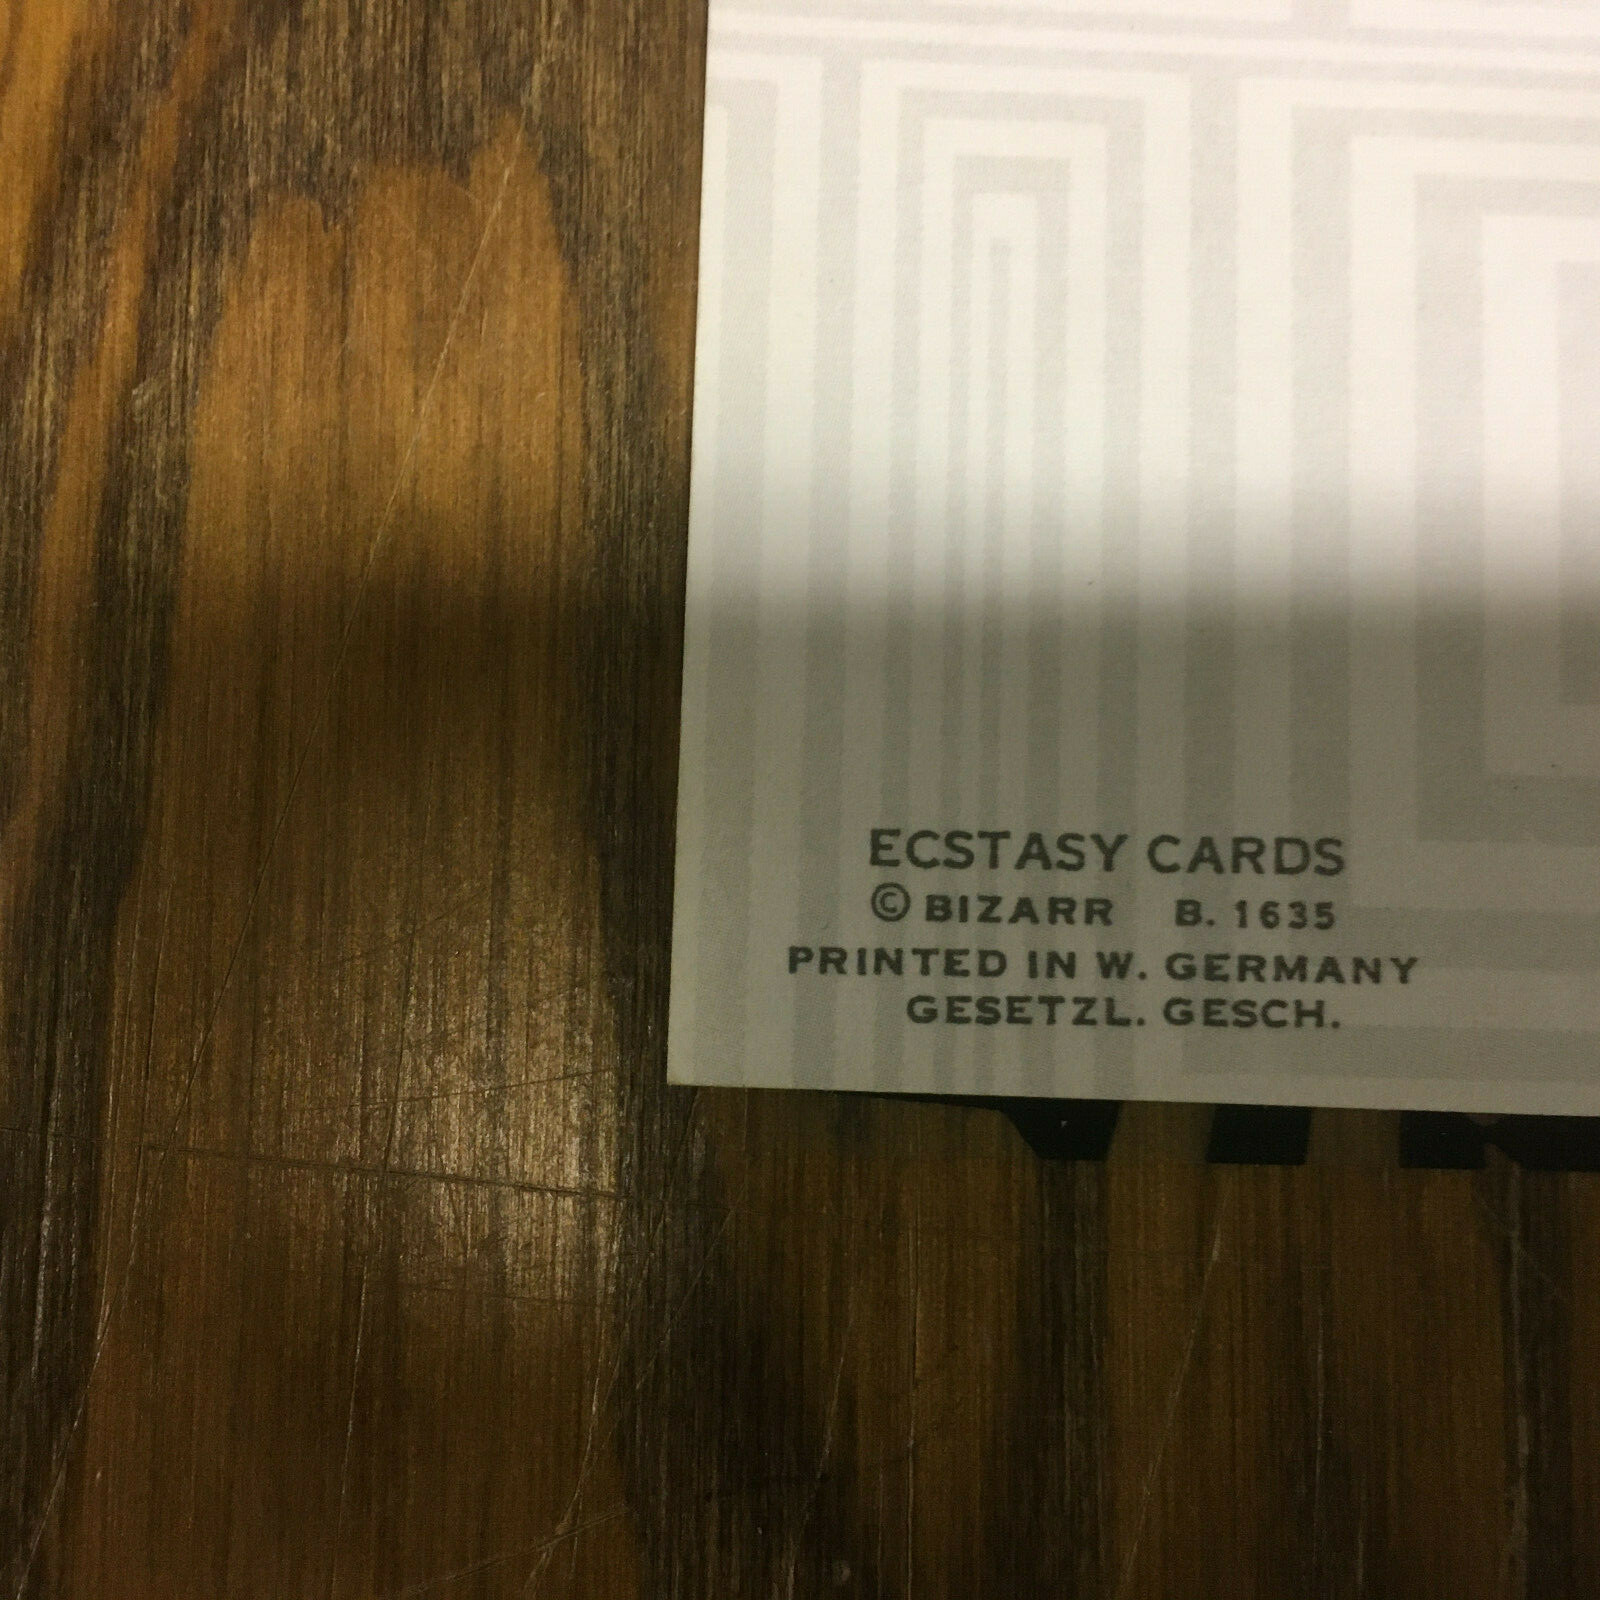 ECSTASY CARDS
© BIZARR B. 1635
PRINTED IN W. GERMANY
GESETZL. GESCH.